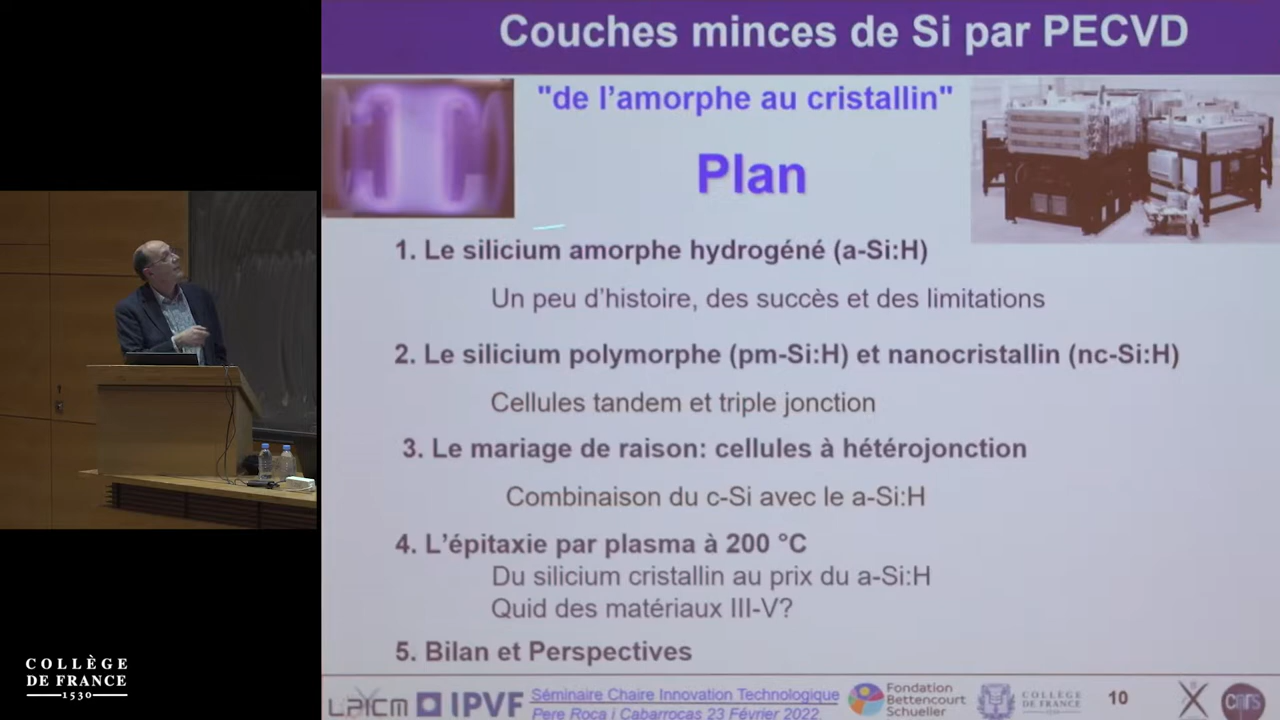 Couches minces de Si par PECVD
"de l'amorphe au cristallin"
Plan
1. Le silicium amorphe hydrogéné (a-Si:H)
Un peu d'histoire, des succès et des limitations
2. Le silicium polymorphe (pm-Si:H) et nanocristallin (nc-Si:H)
Cellules tandem et triple jonction
3. Le mariage de raison: cellules à hétérojonction
Combinaison du c-Si avec le a-Si:H
4. L'épitaxie par plasma à 200 °C
Du silicium cristallin au prix du a-Si:H
Quid des matériaux III-V?
5. Bilan et Perspectives
LPICM IPVF
Séminaire Chaire Innovation Technologique
Pere Roca i Cabarrocas 23 Février 2022.
Fondation
Bettencourt
Schueller
COLLÈGE
DE FRANCE
10
X
cnrs
COLLÈGE
DE FRANCE
1530